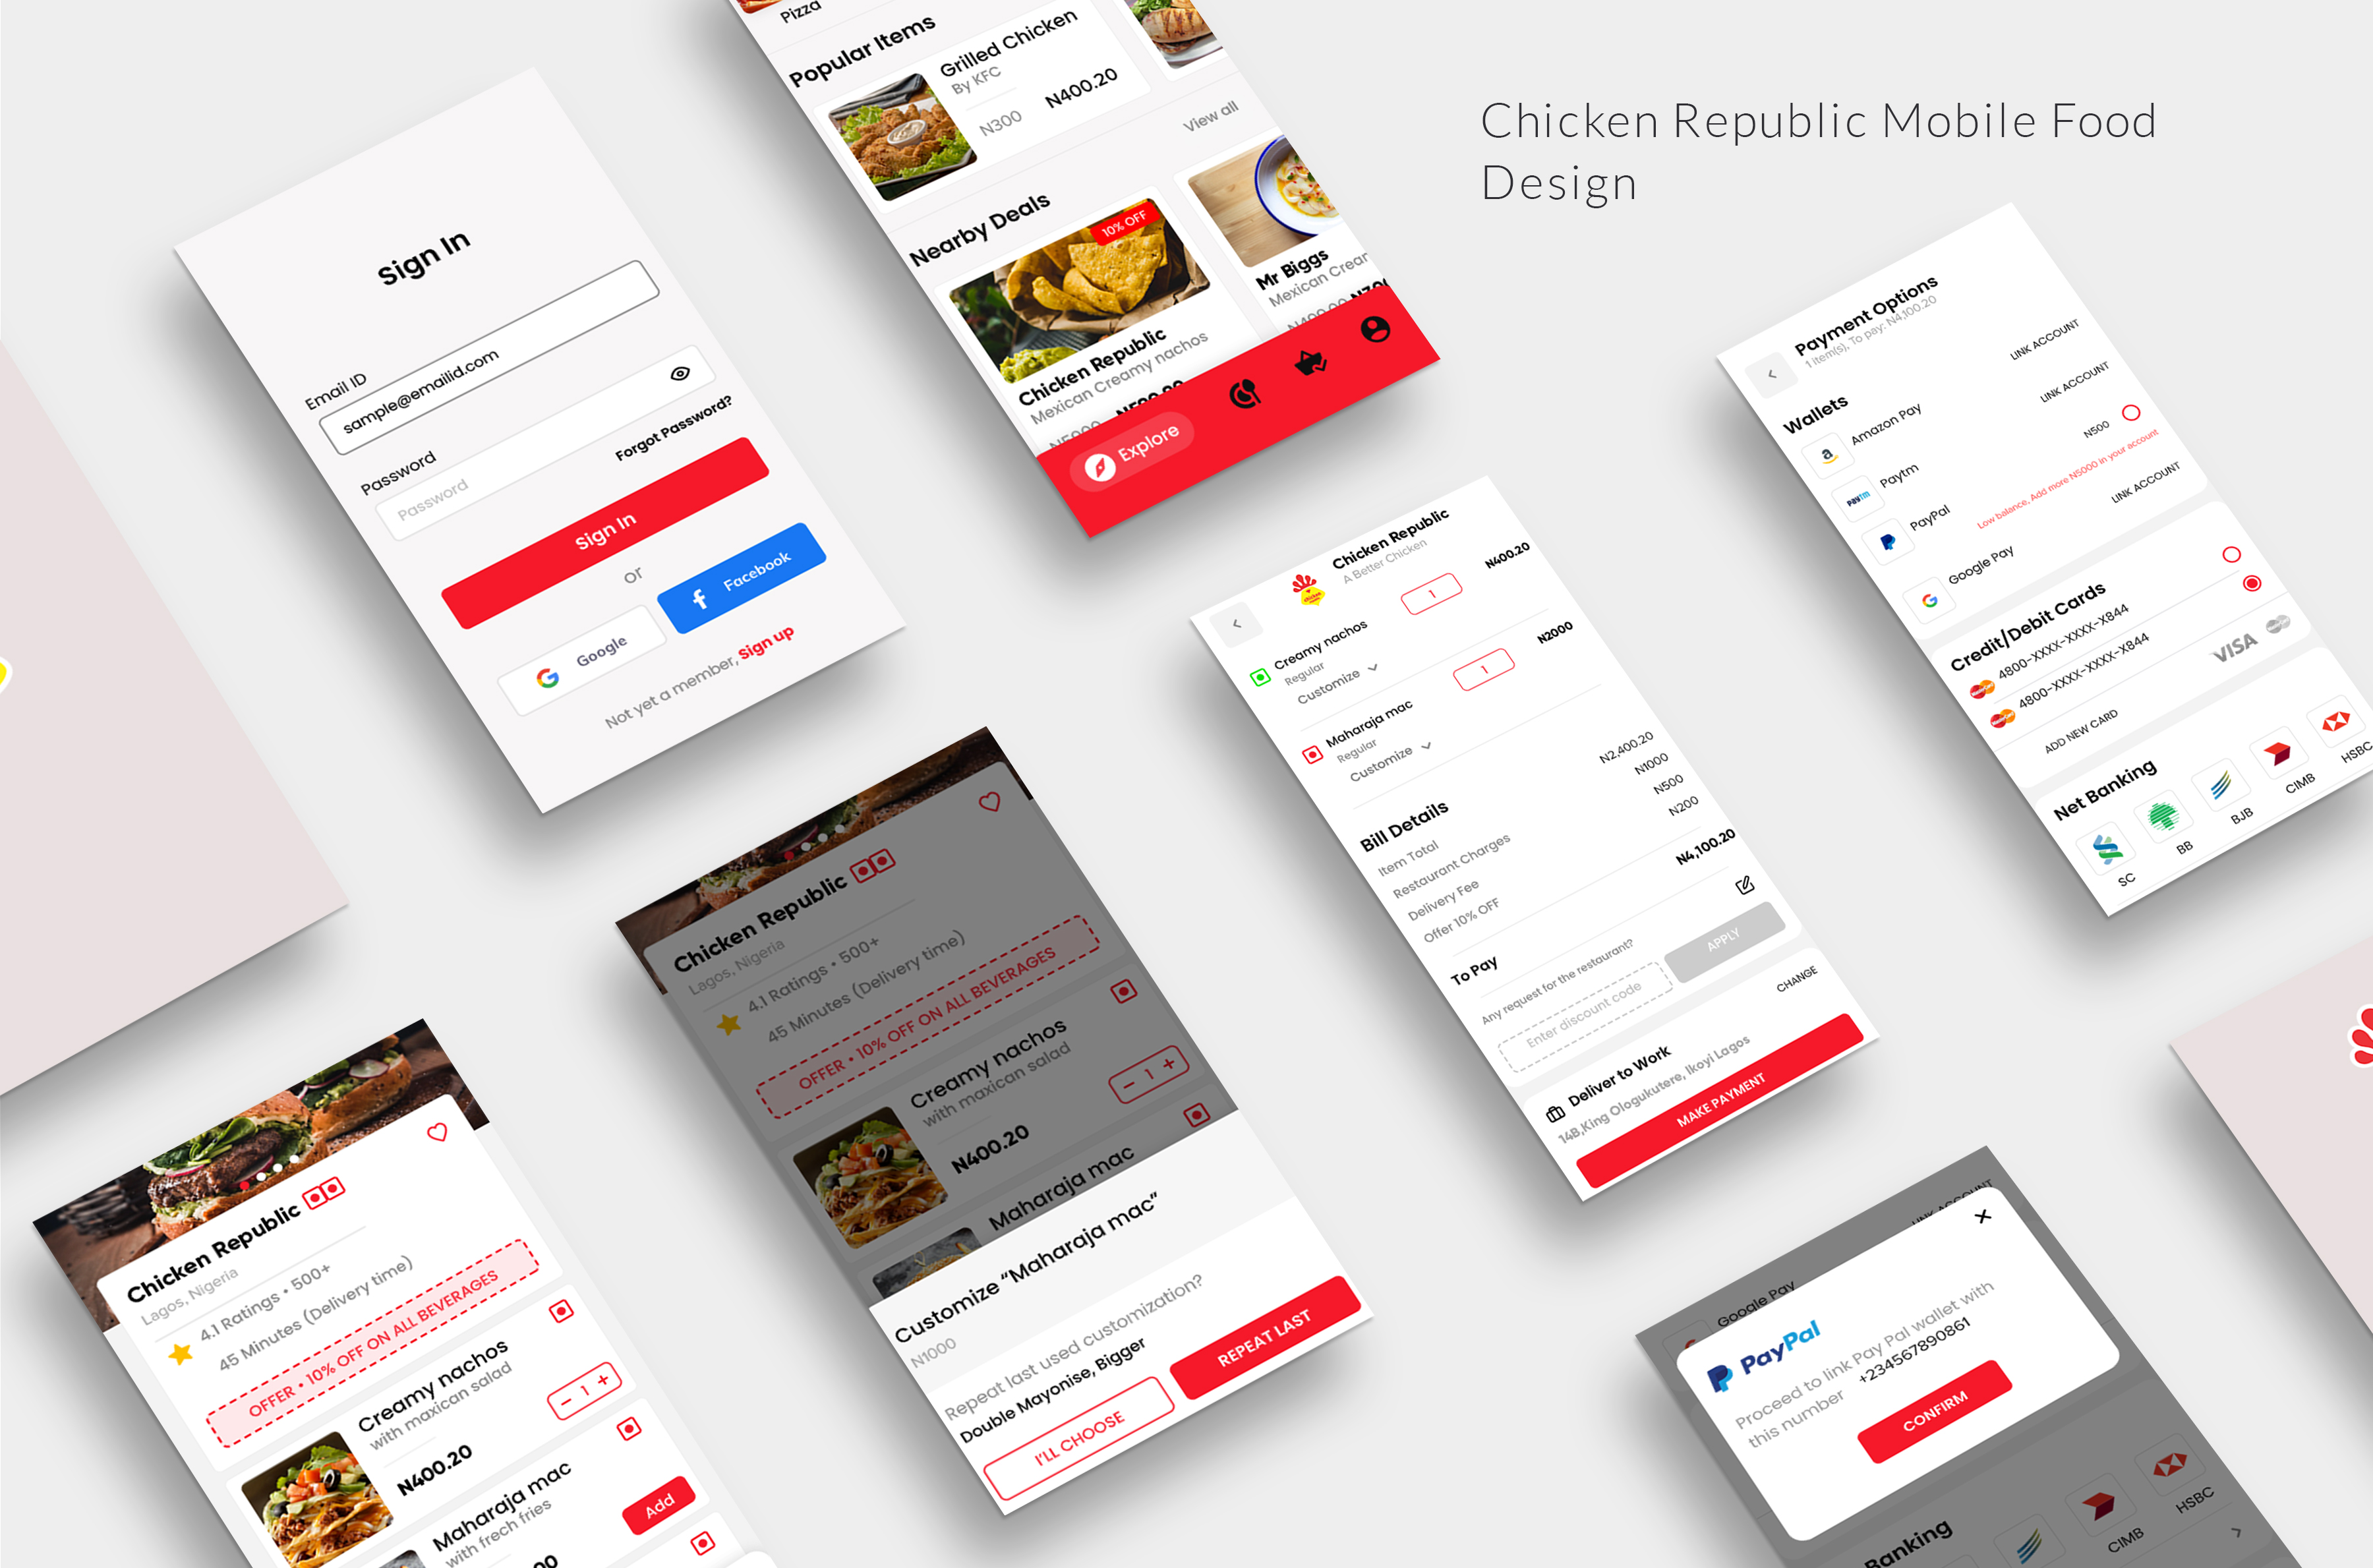 Chicken Republic Mobile Food
Design
Sign In
Email ID
sample@emailid.com
Password
Password
Forgot Password?
Sign In
or
Google
Facebook
Not yet a member, Sign up
Pizza
Popular Items
Grilled Chicken
By KFC
N300
N400.20
View all
Nearby Deals
10% OFF
Chicken Republic
Mexican Creamy nachos
Mr Biggs
Explore
Payment Options
1 item(s), To pay: N4,100.20
Wallets
Amazon Pay
LINK ACCOUNT
Paytm
LINK ACCOUNT
PayPal
N500
Low balance, Add more N5000 in your account
Google Pay
LINK ACCOUNT
Credit/Debit Cards
4800-XXXX-XXXX-X844
4800-XXXX-XXXX-X844
ADD NEW CARD
VISA
Net Banking
SC
BB
BJB
CIMB
HSBC
Chicken Republic
A Better Chicken
Creamy nachos
Regular
Customize
1
N400.20
Maharaja mac
Regular
Customize
1
N2000
Bill Details
Item Total
N2,400.20
Restaurant Charges
N1000
Delivery Fee
N500
Offer 10% OFF
N200
To Pay
N4,100.20
Any request for the restaurant?
Enter discount code
APPLY
Deliver to Work
CHANGE
14B,King Ologukutere, Ikoyi Lagos
MAKE PAYMENT
Chicken Republic
Lagos, Nigeria
4.1 Ratings • 500+
45 Minutes (Delivery time)
OFFER • 10% OFF ON ALL BEVERAGES
Creamy nachos
with maxican salad
N400.20
- 1 +
Maharaja mac
Customize “Maharaja mac”
N1000
Repeat last used customization?
Double Mayonise, Bigger
I'LL CHOOSE
REPEAT LAST
Chicken Republic
Lagos, Nigeria
4.1 Ratings • 500+
45 Minutes (Delivery time)
OFFER • 10% OFF ON ALL BEVERAGES
Creamy nachos
with maxican salad
N400.20
- 1 +
Maharaja mac
with frech fries
Add
LINK ACCOUNT
Google Pay
PayPal
Proceed to link Pay Pal wallet with
this number +234567890861
CONFIRM
Banking
CIMB
HSBC